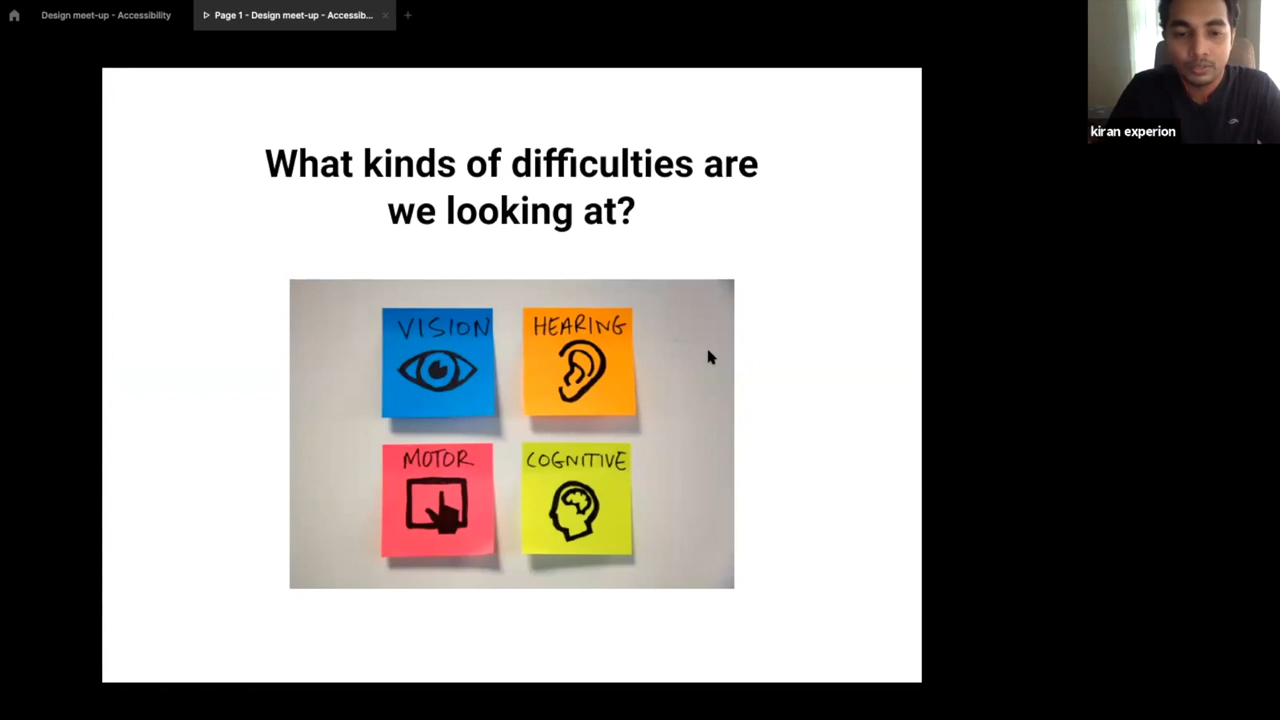 Design meet-up - Accessibility
Page 1 - Design meet-up - Accessib...
kiran experion
What kinds of difficulties are
we looking at?
VISION
HEARING
MOTOR
COGNITIVE